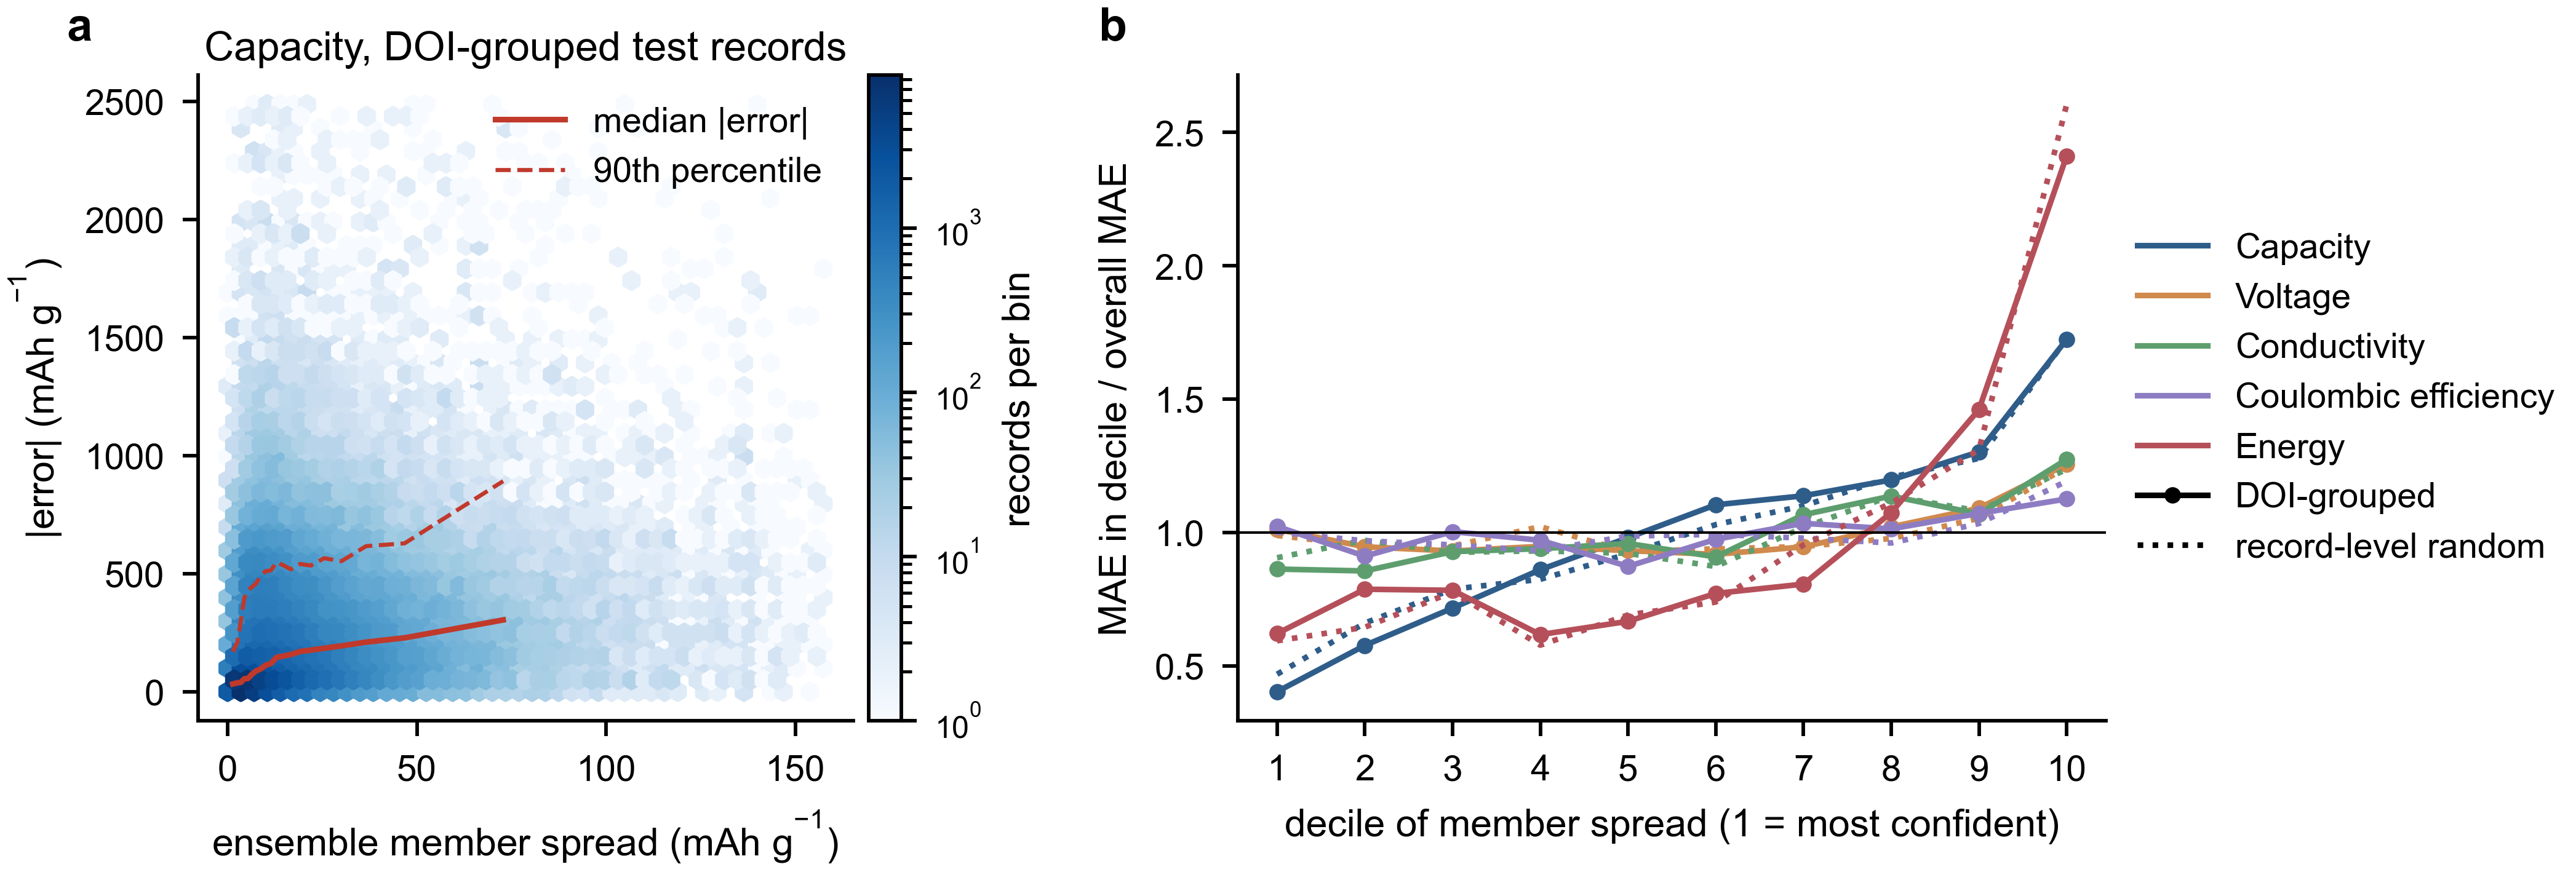 a
Capacity, DOI-grouped test records
2500
2000
1500
1000
500
0
|error| (mAh g⁻¹)
median |error|
90th percentile
0
50
100
150
ensemble member spread (mAh g⁻¹)
10³
10²
10¹
10⁰
records per bin
b
2.5
2.0
1.5
1.0
0.5
MAE in decile / overall MAE
1
2
3
4
5
6
7
8
9
10
decile of member spread (1 = most confident)
Capacity
Voltage
Conductivity
Coulombic efficiency
Energy
DOI-grouped
record-level random